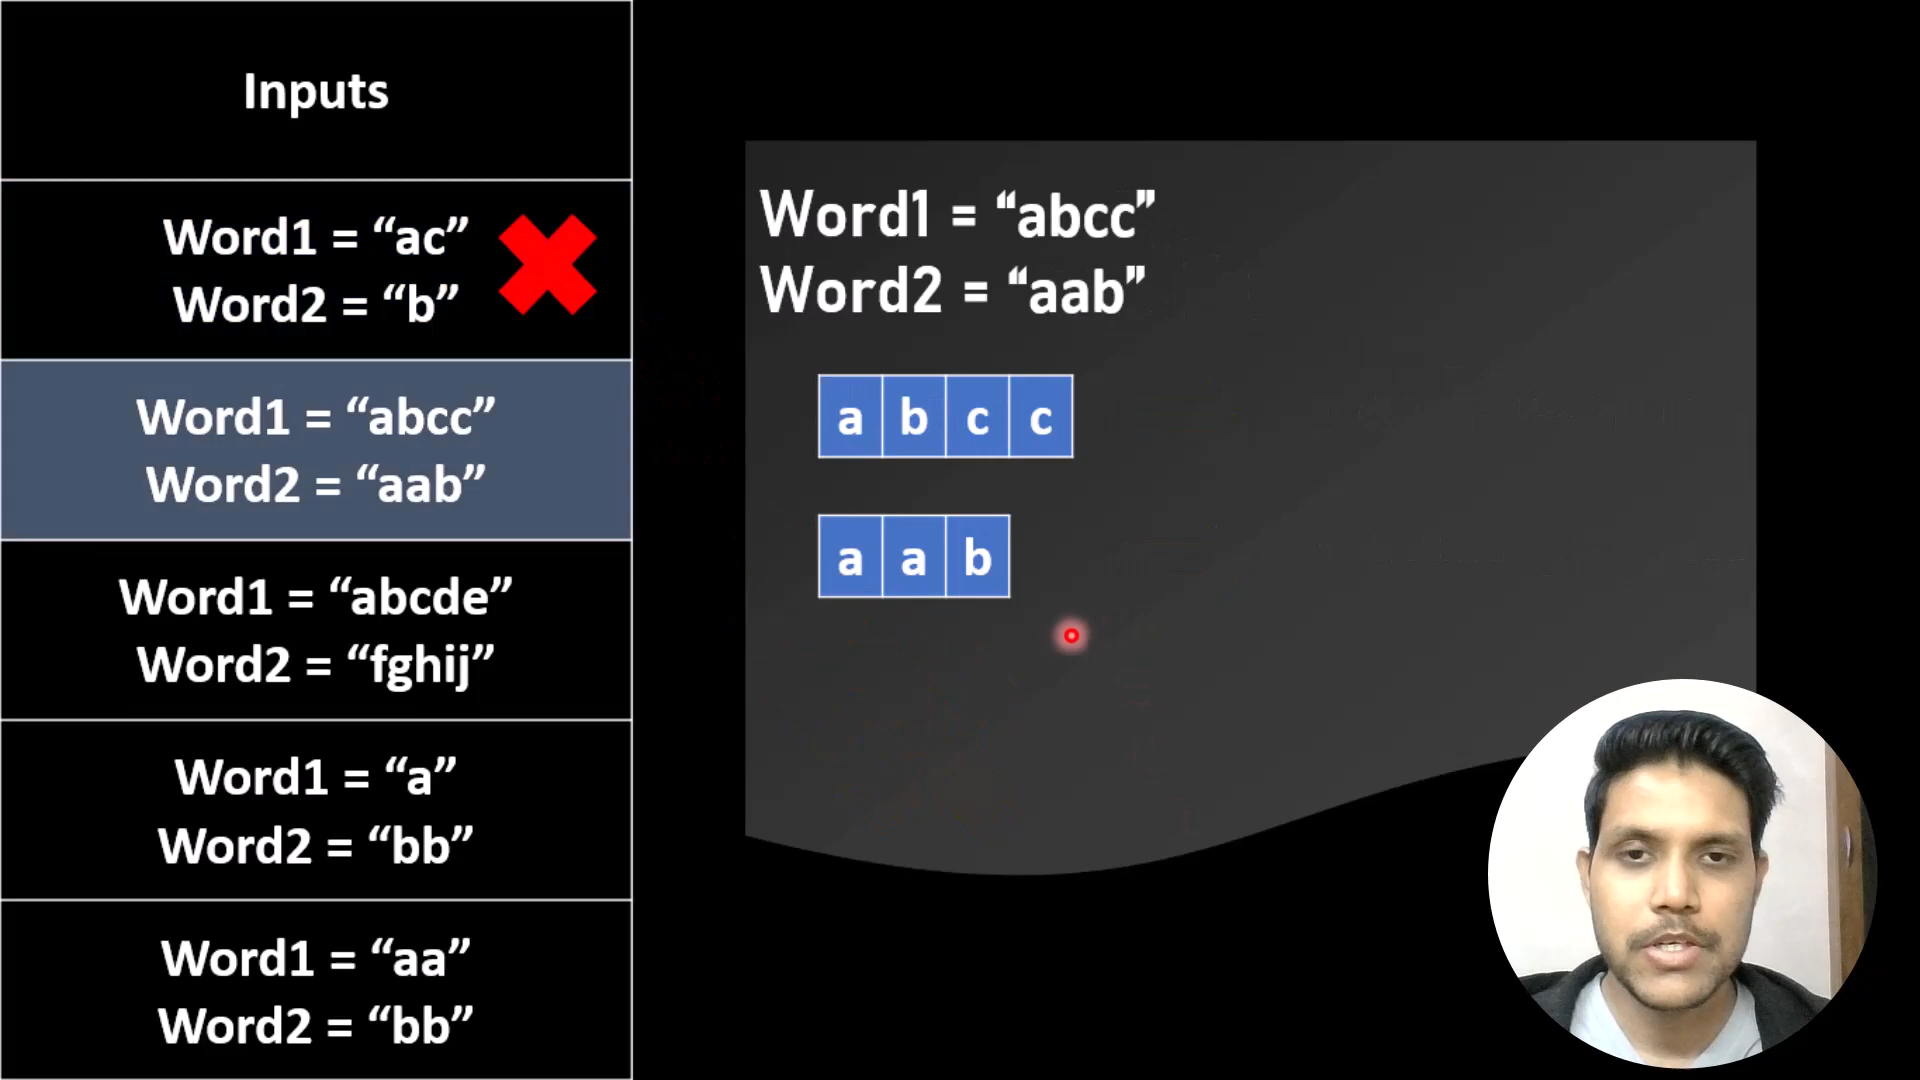 Inputs
Word1 = “ac”
Word2 = “b”
Word1 = “abcc”
Word2 = “aab”
Word1 = “abcde”
Word2 = “fghij”
Word1 = “a”
Word2 = “bb”
Word1 = “aa”
Word2 = “bb”
Word1 = “abcc”
Word2 = “aab”
a b c c
a a b